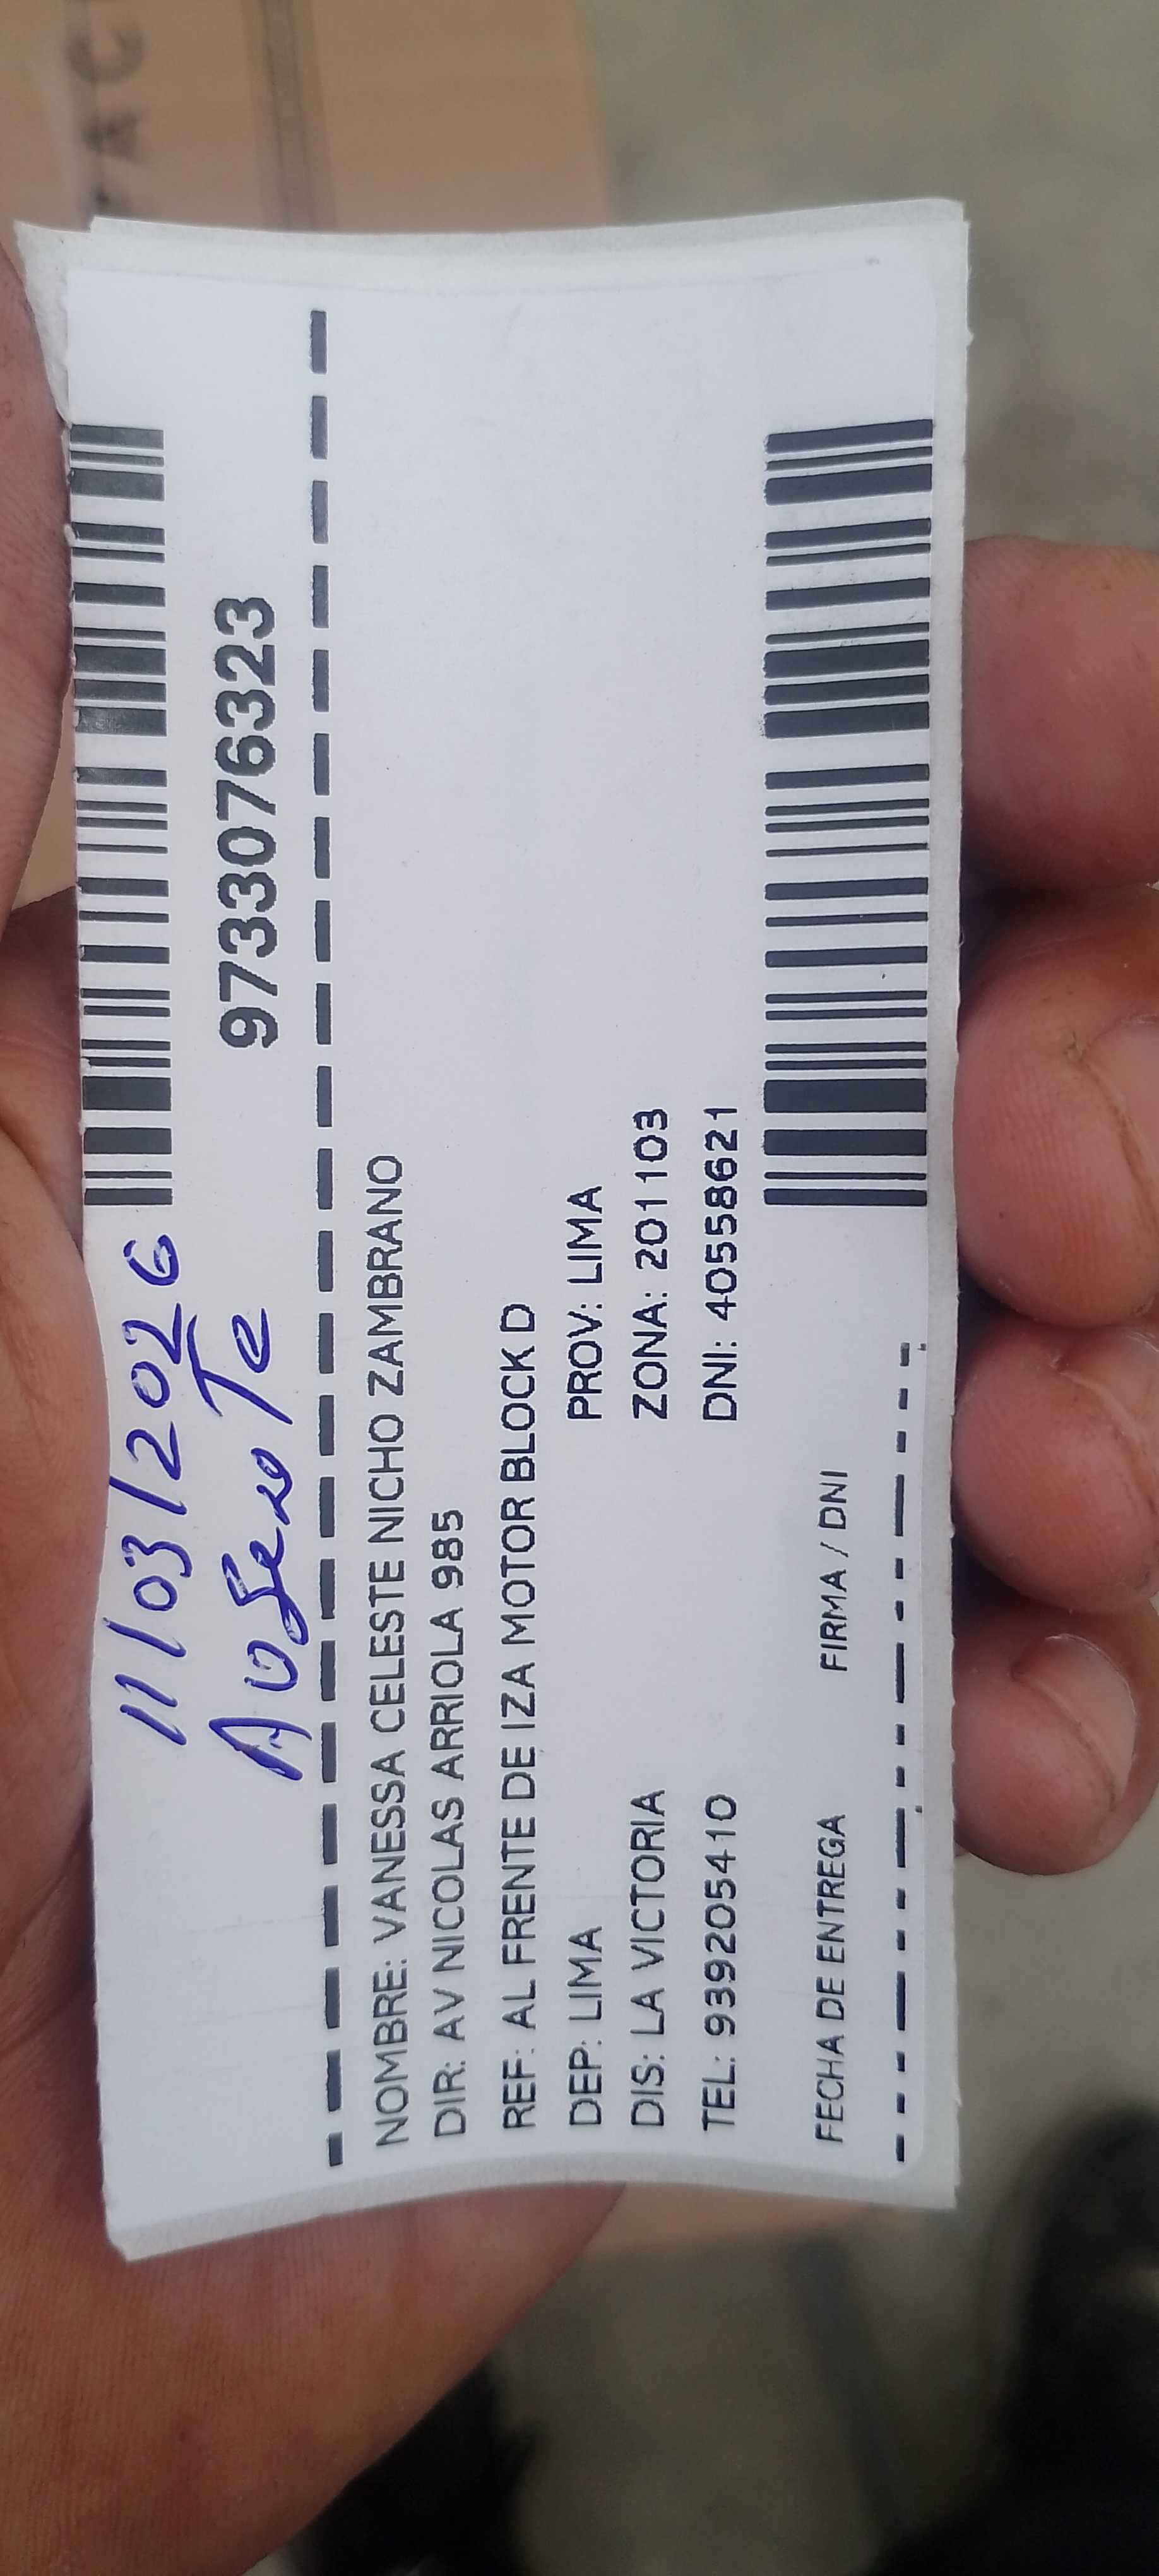 11/03/2026
AUSenTe
9733076323
NOMBRE: VANESSA CELESTE NICHO ZAMBRANO
DIR: AV NICOLAS ARRIOLA 985
REF: AL FRENTE DE IZA MOTOR BLOCK D
DEP: LIMA PROV: LIMA
DIS: LA VICTORIA ZONA: 201103
TEL: 939205410 DNI: 40558621
FECHA DE ENTREGA FIRMA / DNI